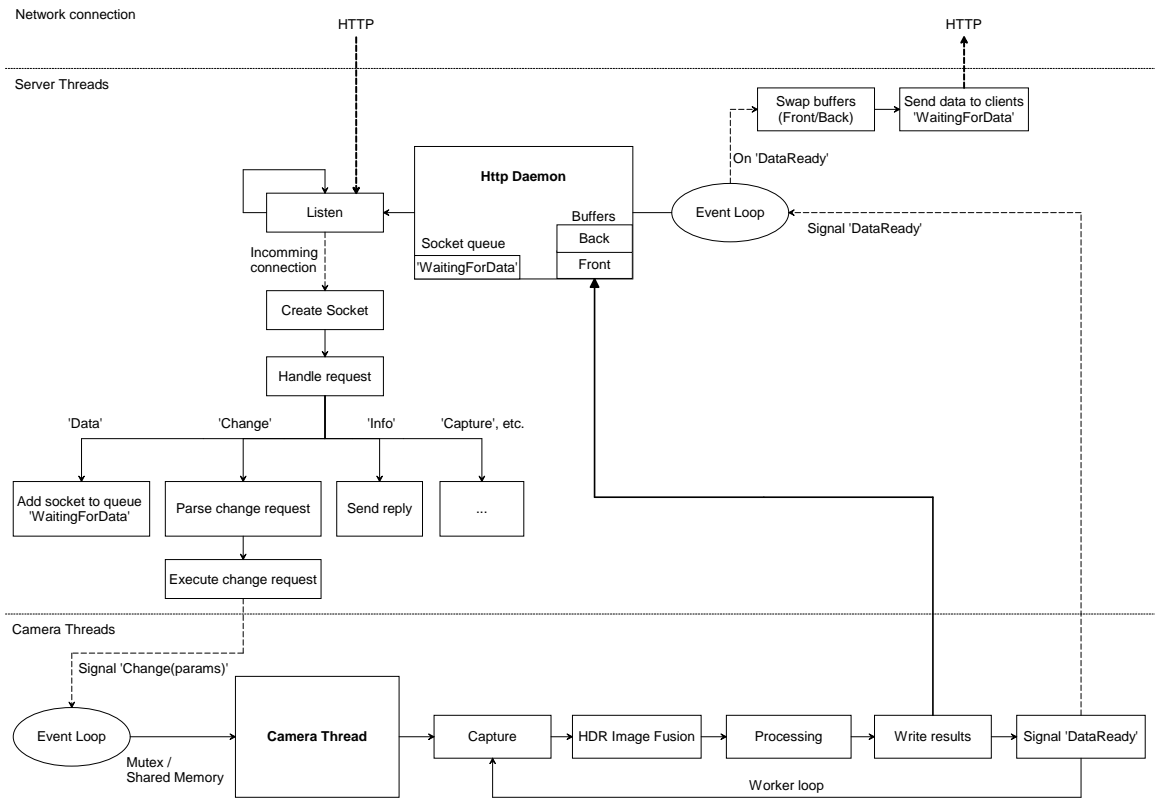 Network connection
HTTP
HTTP
Server Threads
Swap buffers
(Front/Back)
Send data to clients
'WaitingForData'
On 'DataReady'
Http Daemon
Listen
Buffers
Back
Front
Event Loop
Signal 'DataReady'
Socket queue
'WaitingForData'
Incomming
connection
Create Socket
Handle request
'Data'
'Change'
'Info'
'Capture', etc.
Add socket to queue
'WaitingForData'
Parse change request
Send reply
...
Execute change request
Camera Threads
Signal 'Change(params)'
Event Loop
Mutex /
Shared Memory
Camera Thread
Capture
HDR Image Fusion
Processing
Write results
Signal 'DataReady'
Worker loop